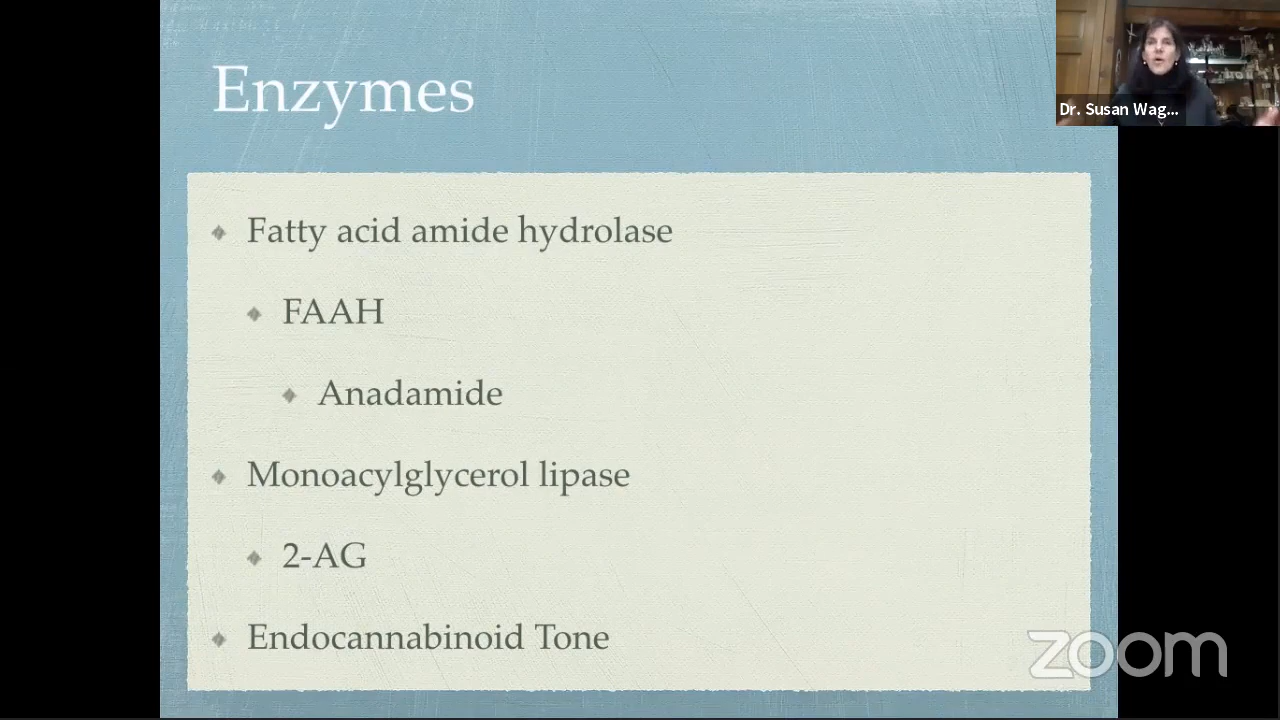 Enzymes
Dr. Susan Wag...
Fatty acid amide hydrolase
FAAH
Anadamide
Monoacylglycerol lipase
2-AG
Endocannabinoid Tone
zoom